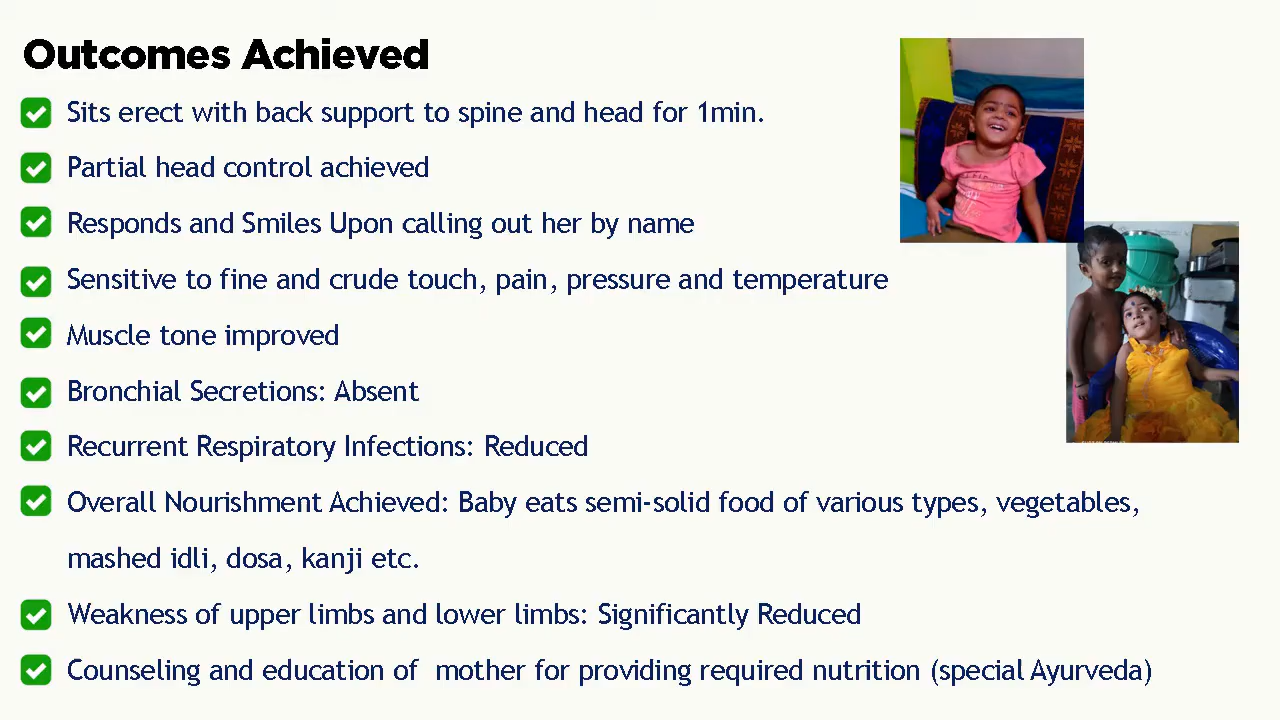 Outcomes Achieved
Sits erect with back support to spine and head for 1min.
Partial head control achieved
Responds and Smiles Upon calling out her by name
Sensitive to fine and crude touch, pain, pressure and temperature
Muscle tone improved
Bronchial Secretions: Absent
Recurrent Respiratory Infections: Reduced
Overall Nourishment Achieved: Baby eats semi-solid food of various types, vegetables,
mashed idli, dosa, kanji etc.
Weakness of upper limbs and lower limbs: Significantly Reduced
Counseling and education of mother for providing required nutrition (special Ayurveda)